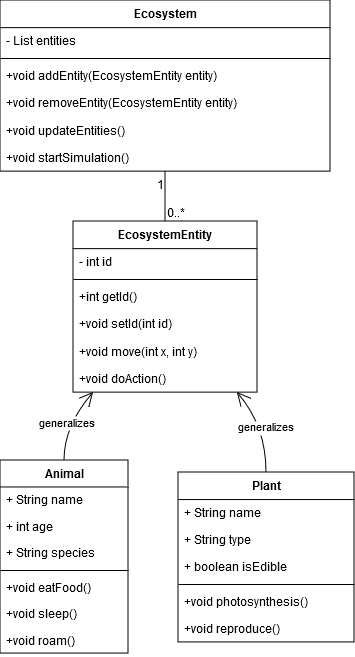 Ecosystem
- List entities
+void addEntity(EcosystemEntity entity)
+void removeEntity(EcosystemEntity entity)
+void updateEntities()
+void startSimulation()
1
0..*
EcosystemEntity
- int id
+int getId()
+void setId(int id)
+void move(int x, int y)
+void doAction()
generalizes
generalizes
Animal
+ String name
+ int age
+ String species
+void eatFood()
+void sleep()
+void roam()
Plant
+ String name
+ String type
+ boolean isEdible
+void photosynthesis()
+void reproduce()